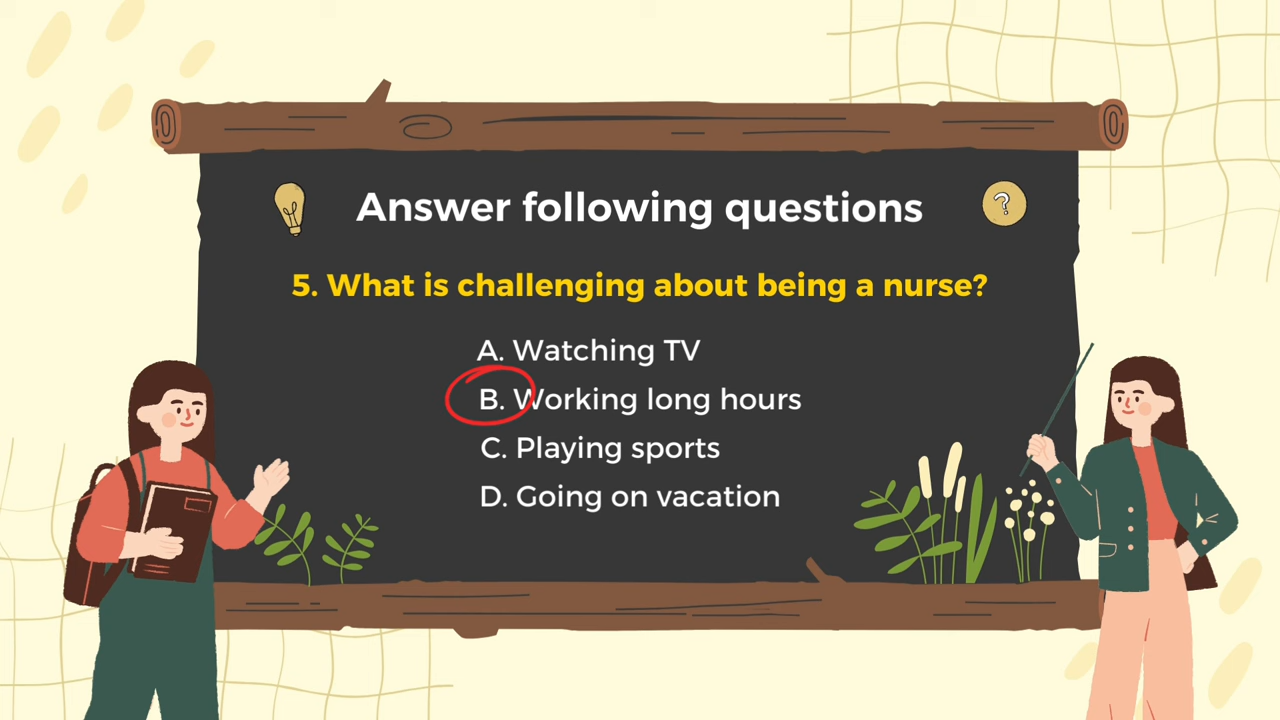 Answer following questions
?
5. What is challenging about being a nurse?
A. Watching TV
B. Working long hours
C. Playing sports
D. Going on vacation